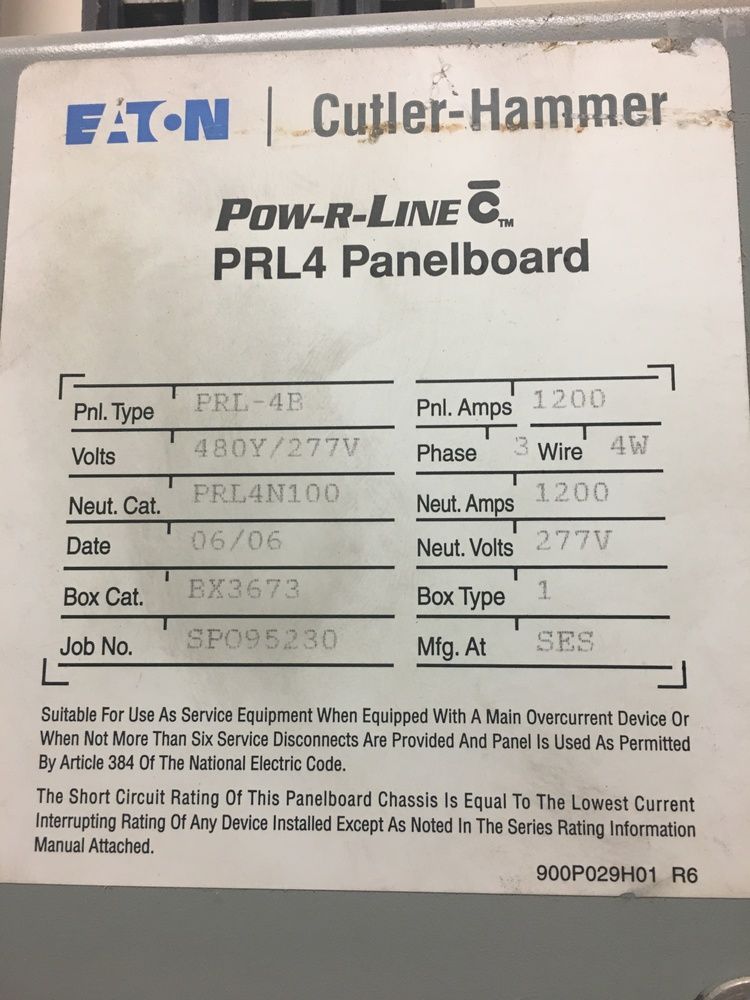 EATON | Cutler-Hammer
POW-R-LINE C™
PRL4 Panelboard
Pnl. Type PRL-4B Pnl. Amps 1200
Volts 480Y/277V Phase 3 Wire 4W
Neut. Cat. PRL4N100 Neut. Amps 1200
Date 06/06 Neut. Volts 277V
Box Cat. BX3673 Box Type 1
Job No. SPO95230 Mfg. At SES
Suitable For Use As Service Equipment When Equipped With A Main Overcurrent Device Or
When Not More Than Six Service Disconnects Are Provided And Panel Is Used As Permitted
By Article 384 Of The National Electric Code.
The Short Circuit Rating Of This Panelboard Chassis Is Equal To The Lowest Current
Interrupting Rating Of Any Device Installed Except As Noted In The Series Rating Information
Manual Attached.
900P029H01 R6